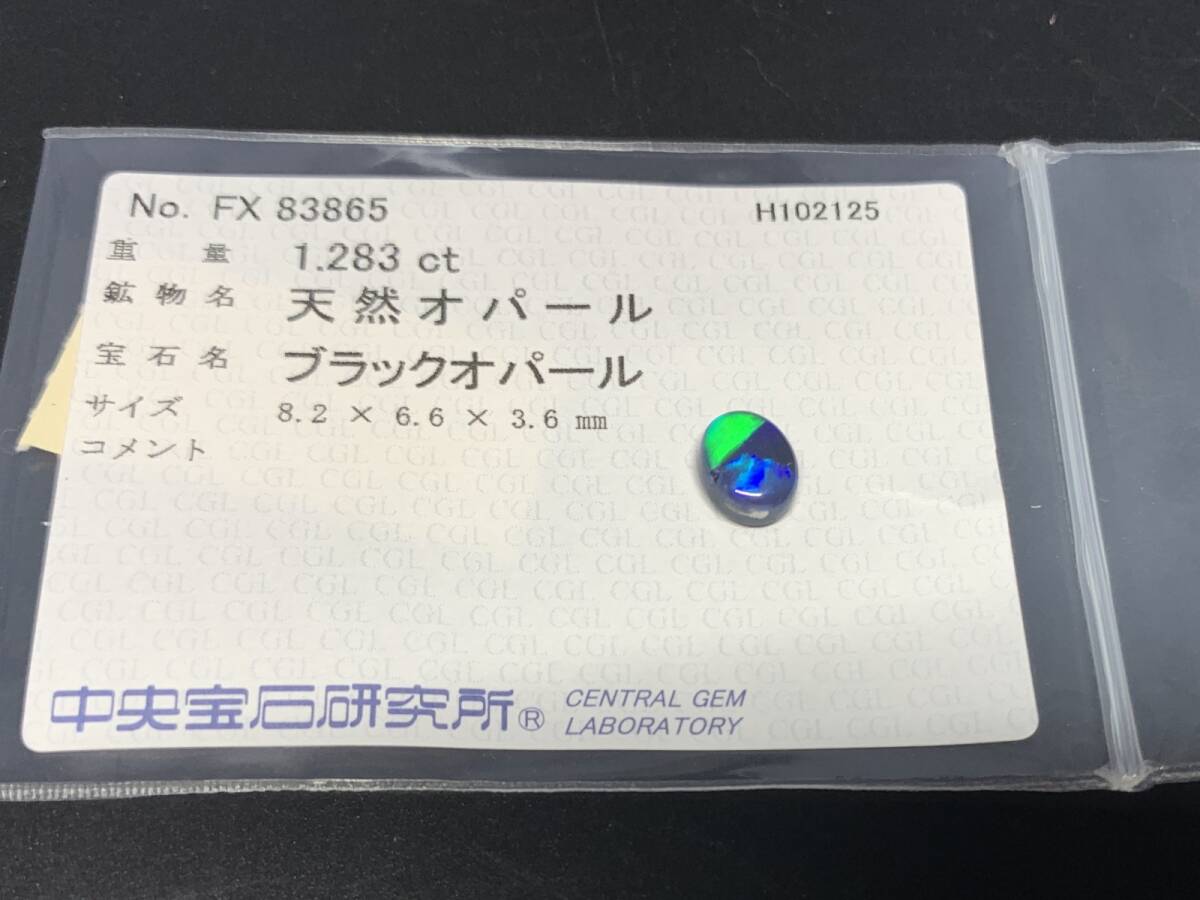 No. FX 83865 H102125
重量 1.283 ct
鉱物名 天然オパール
宝石名 ブラックオパール
サイズ 8.2 × 6.6 × 3.6 mm
コメント
中央宝石研究所® CENTRAL GEM
LABORATORY